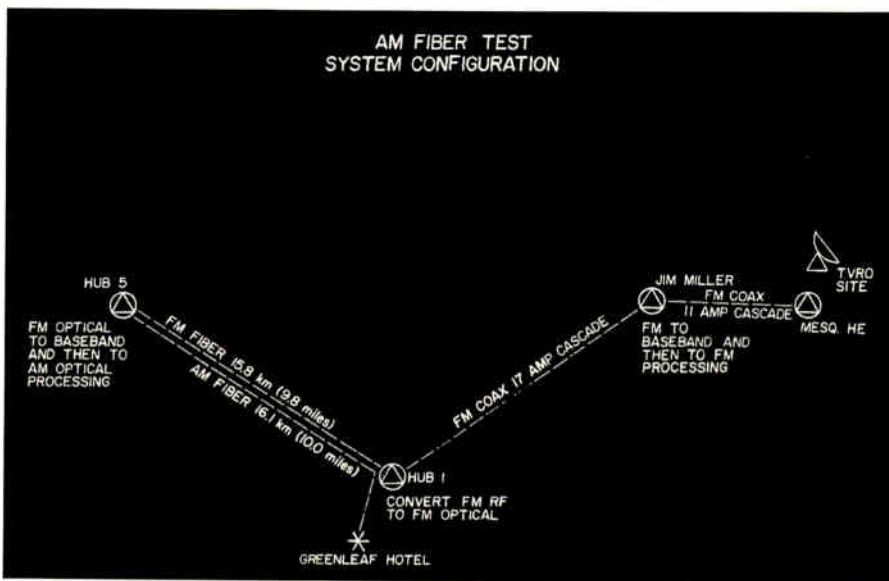 AM FIBER TEST
SYSTEM CONFIGURATION
HUB 5
FM OPTICAL
TO BASEBAND
AND THEN TO
AM OPTICAL
PROCESSING
FM FIBER 15.8 km (9.8 miles)
AM FIBER 16.1 km (10.0 miles)
HUB 1
CONVERT FM RF
TO FM OPTICAL
GREENLEAF HOTEL
FM COAX 17 AMP CASCADE
JIM MILLER
FM TO
BASEBAND AND
THEN TO FM
PROCESSING
FM COAX
11 AMP CASCADE
TVRO
SITE
MESQ. HE